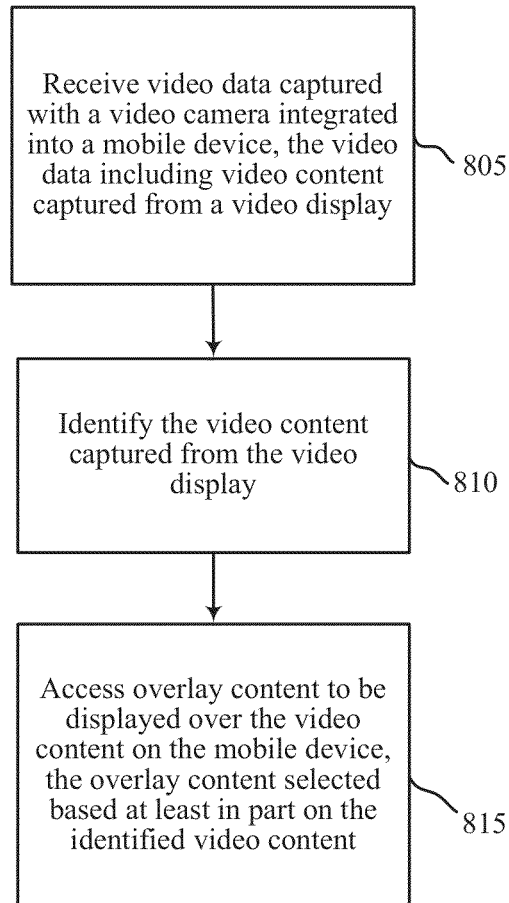 Receive video data captured
with a video camera integrated
into a mobile device, the video
data including video content
captured from a video display
805
Identify the video content
captured from the video
display
810
Access overlay content to be
displayed over the video
content on the mobile device,
the overlay content selected
based at least in part on the
identified video content
815